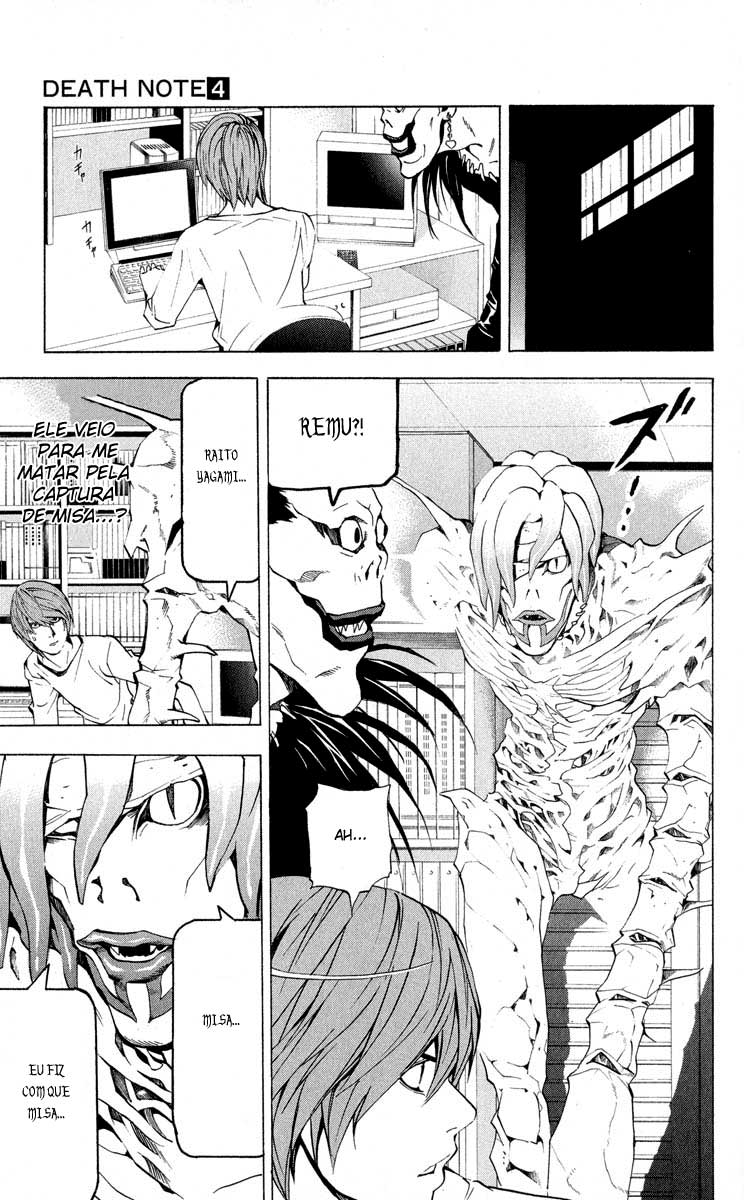 DEATH NOTE 4
カチャ
カチャ
REMU?!
ズ
AH...
RAITO
YAGAMI...
ELE VEIO
PARA ME
MATAR PELA
CAPTURA
DE MISA...?
MISA...
EU FIZ
COM QUE
MISA...